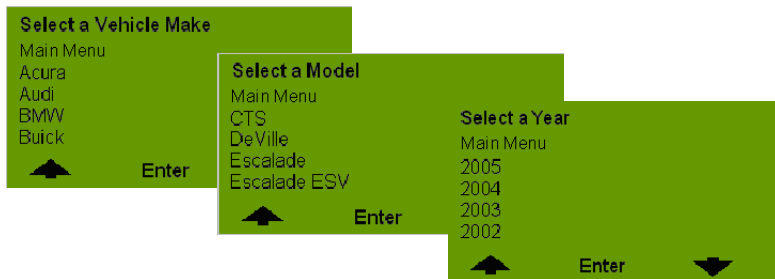 Select a Vehicle Make
Main Menu
Acura
Audi
BMW
Buick
Enter
Select a Model
Main Menu
CTS
DeVille
Escalade
Escalade ESV
Enter
Select a Year
Main Menu
2005
2004
2003
2002
Enter